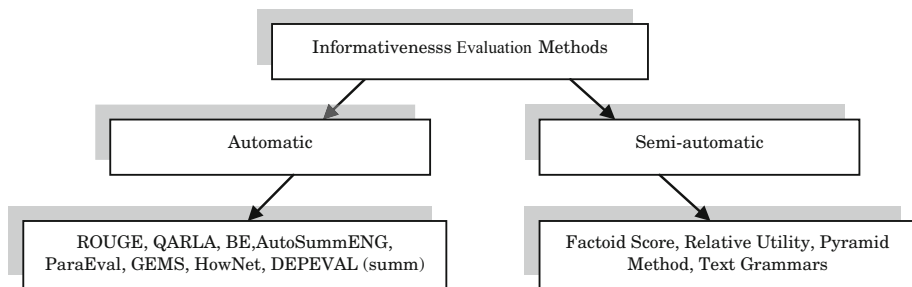 Informativenesss Evaluation Methods
Automatic
Semi-automatic
ROUGE, QARLA, BE,AutoSummENG,
ParaEval, GEMS, HowNet, DEPEVAL (summ)
Factoid Score, Relative Utility, Pyramid
Method, Text Grammars